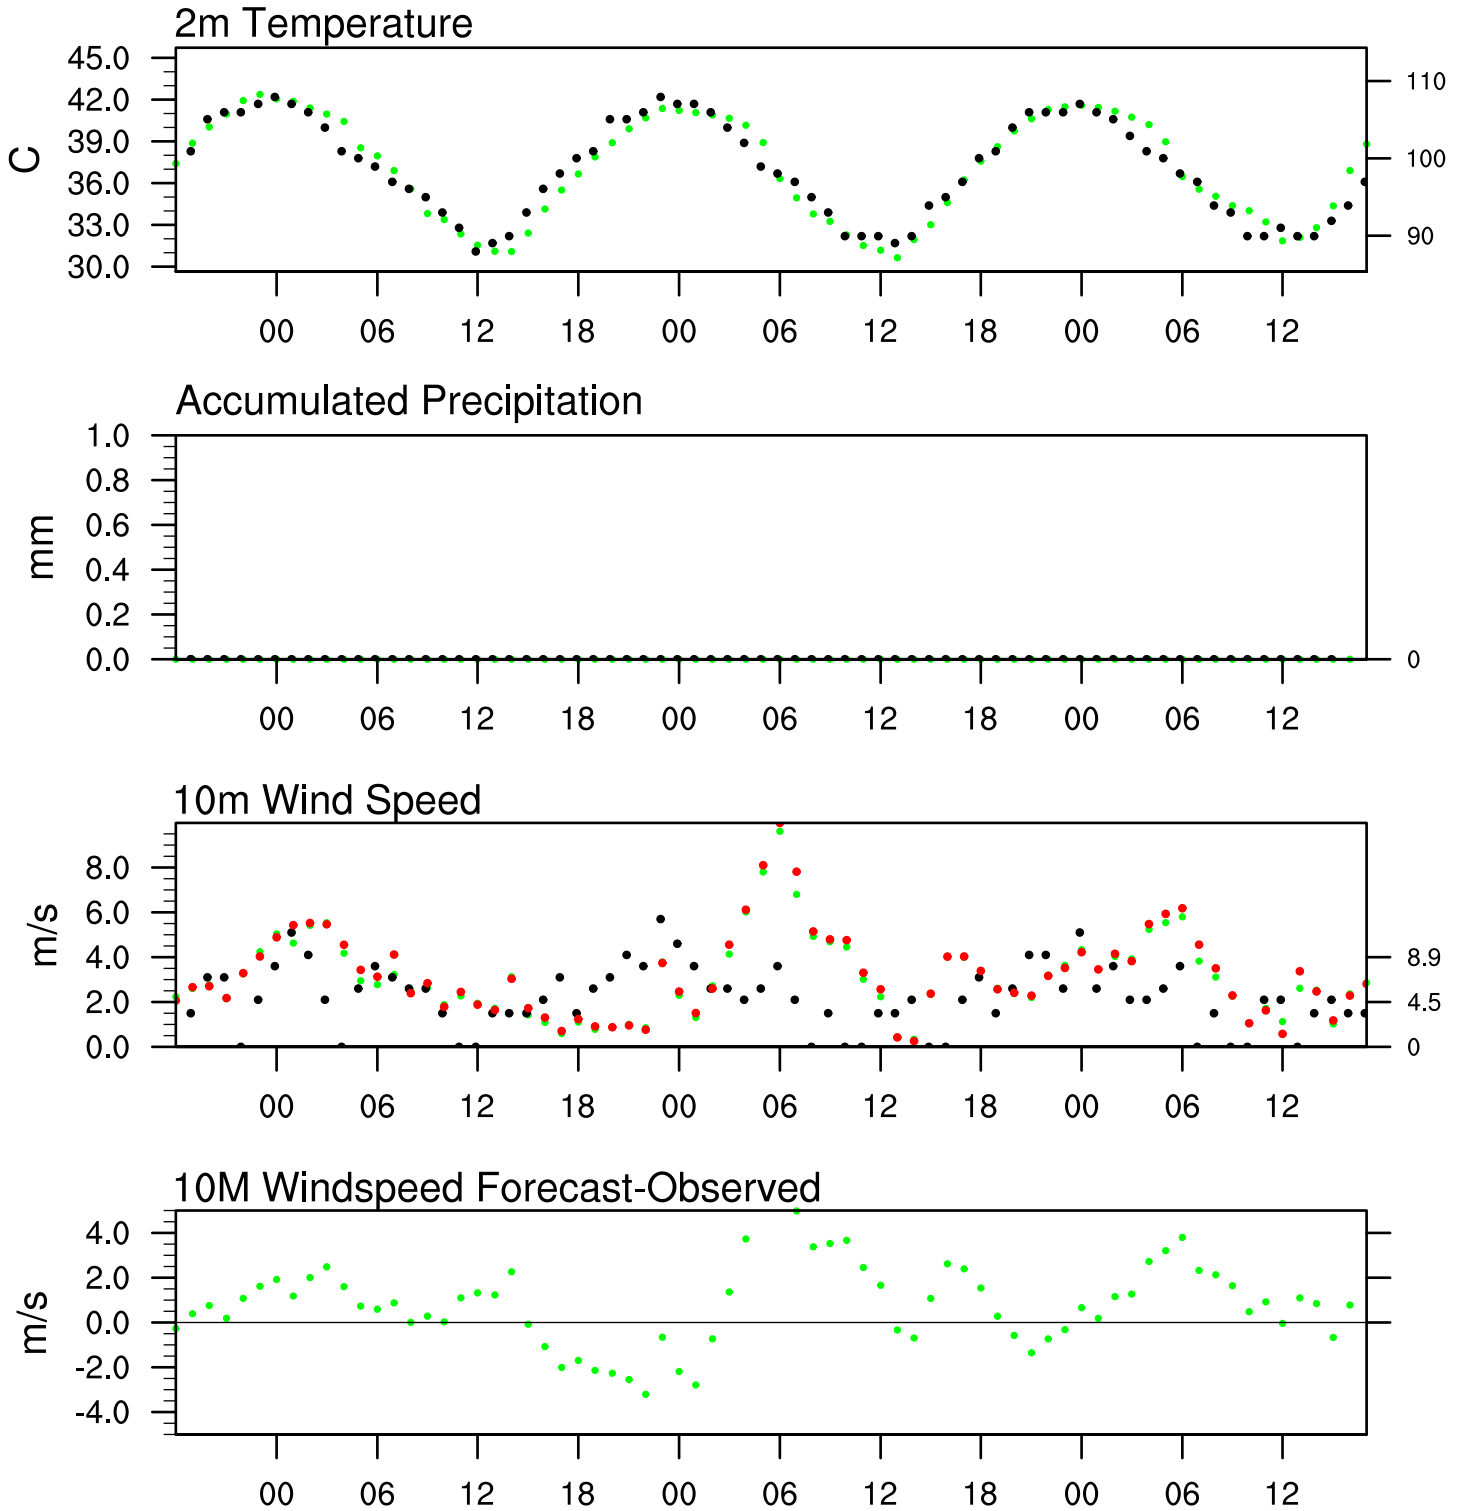 2m Temperature
45.0
42.0
39.0
36.0
33.0
30.0
C
110
100
90
00 06 12 18 00 06 12 18 00 06 12
Accumulated Precipitation
1.0
0.8
0.6
0.4
0.2
0.0
mm
0
00 06 12 18 00 06 12 18 00 06 12
10m Wind Speed
8.0
6.0
4.0
2.0
0.0
m/s
8.9
4.5
0
00 06 12 18 00 06 12 18 00 06 12
10M Windspeed Forecast-Observed
4.0
2.0
0.0
-2.0
-4.0
m/s
00 06 12 18 00 06 12 18 00 06 12